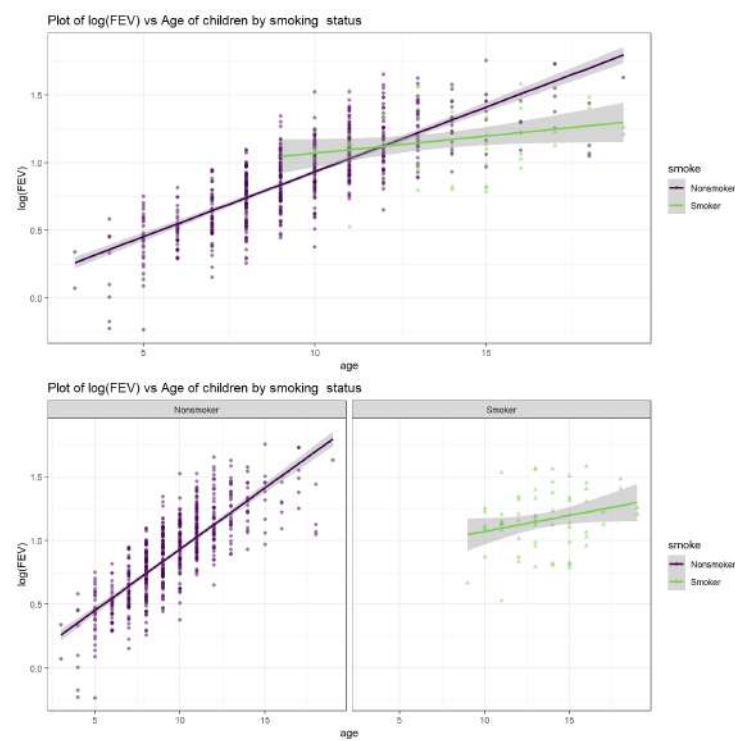 Plot of log(FEV) vs Age of children by smoking  status
1.5
1.0
0.5
0.0
log(FEV)
5
10
15
age
smoke
Nonsmoker
Smoker
Plot of log(FEV) vs Age of children by smoking  status
Nonsmoker
Smoker
1.5
1.0
0.5
0.0
log(FEV)
5
10
15
5
10
15
age
smoke
Nonsmoker
Smoker